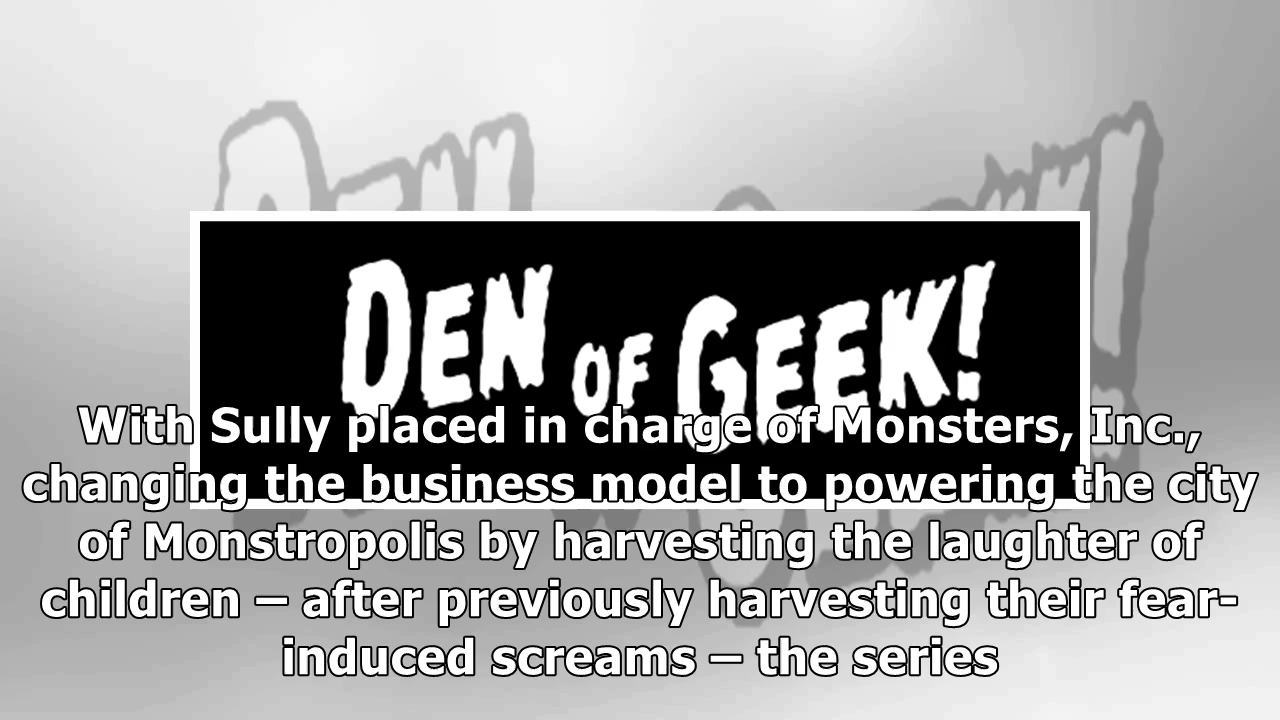 DEN OF GEEK!
With Sully placed in charge of Monsters, Inc.,
changing the business model to powering the city
of Monstropolis by harvesting the laughter of
children – after previously harvesting their fear-
induced screams – the series